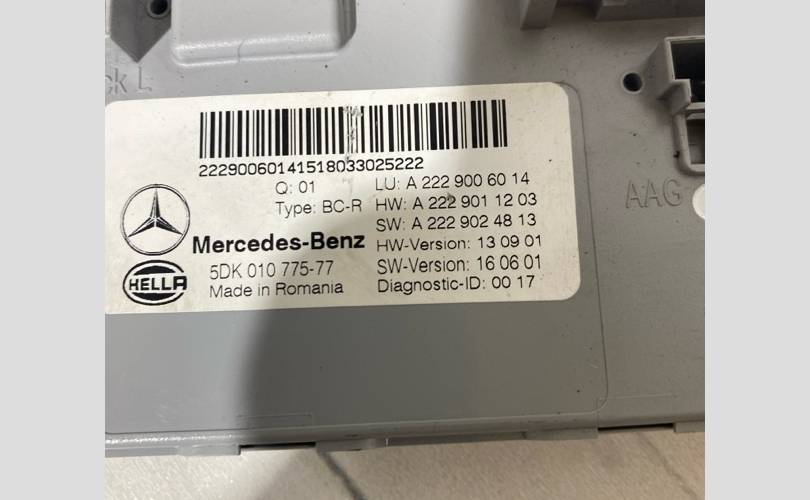 22290060141518033025222
Q: 01
LU: A 222 900 60 14
Type: BC-R
HW: A 222 901 12 03
SW: A 222 902 48 13
Mercedes-Benz
HW-Version: 13 09 01
HELLA
5DK 010 775-77
SW-Version: 16 06 01
Made in Romania
Diagnostic-ID: 00 17
AAG